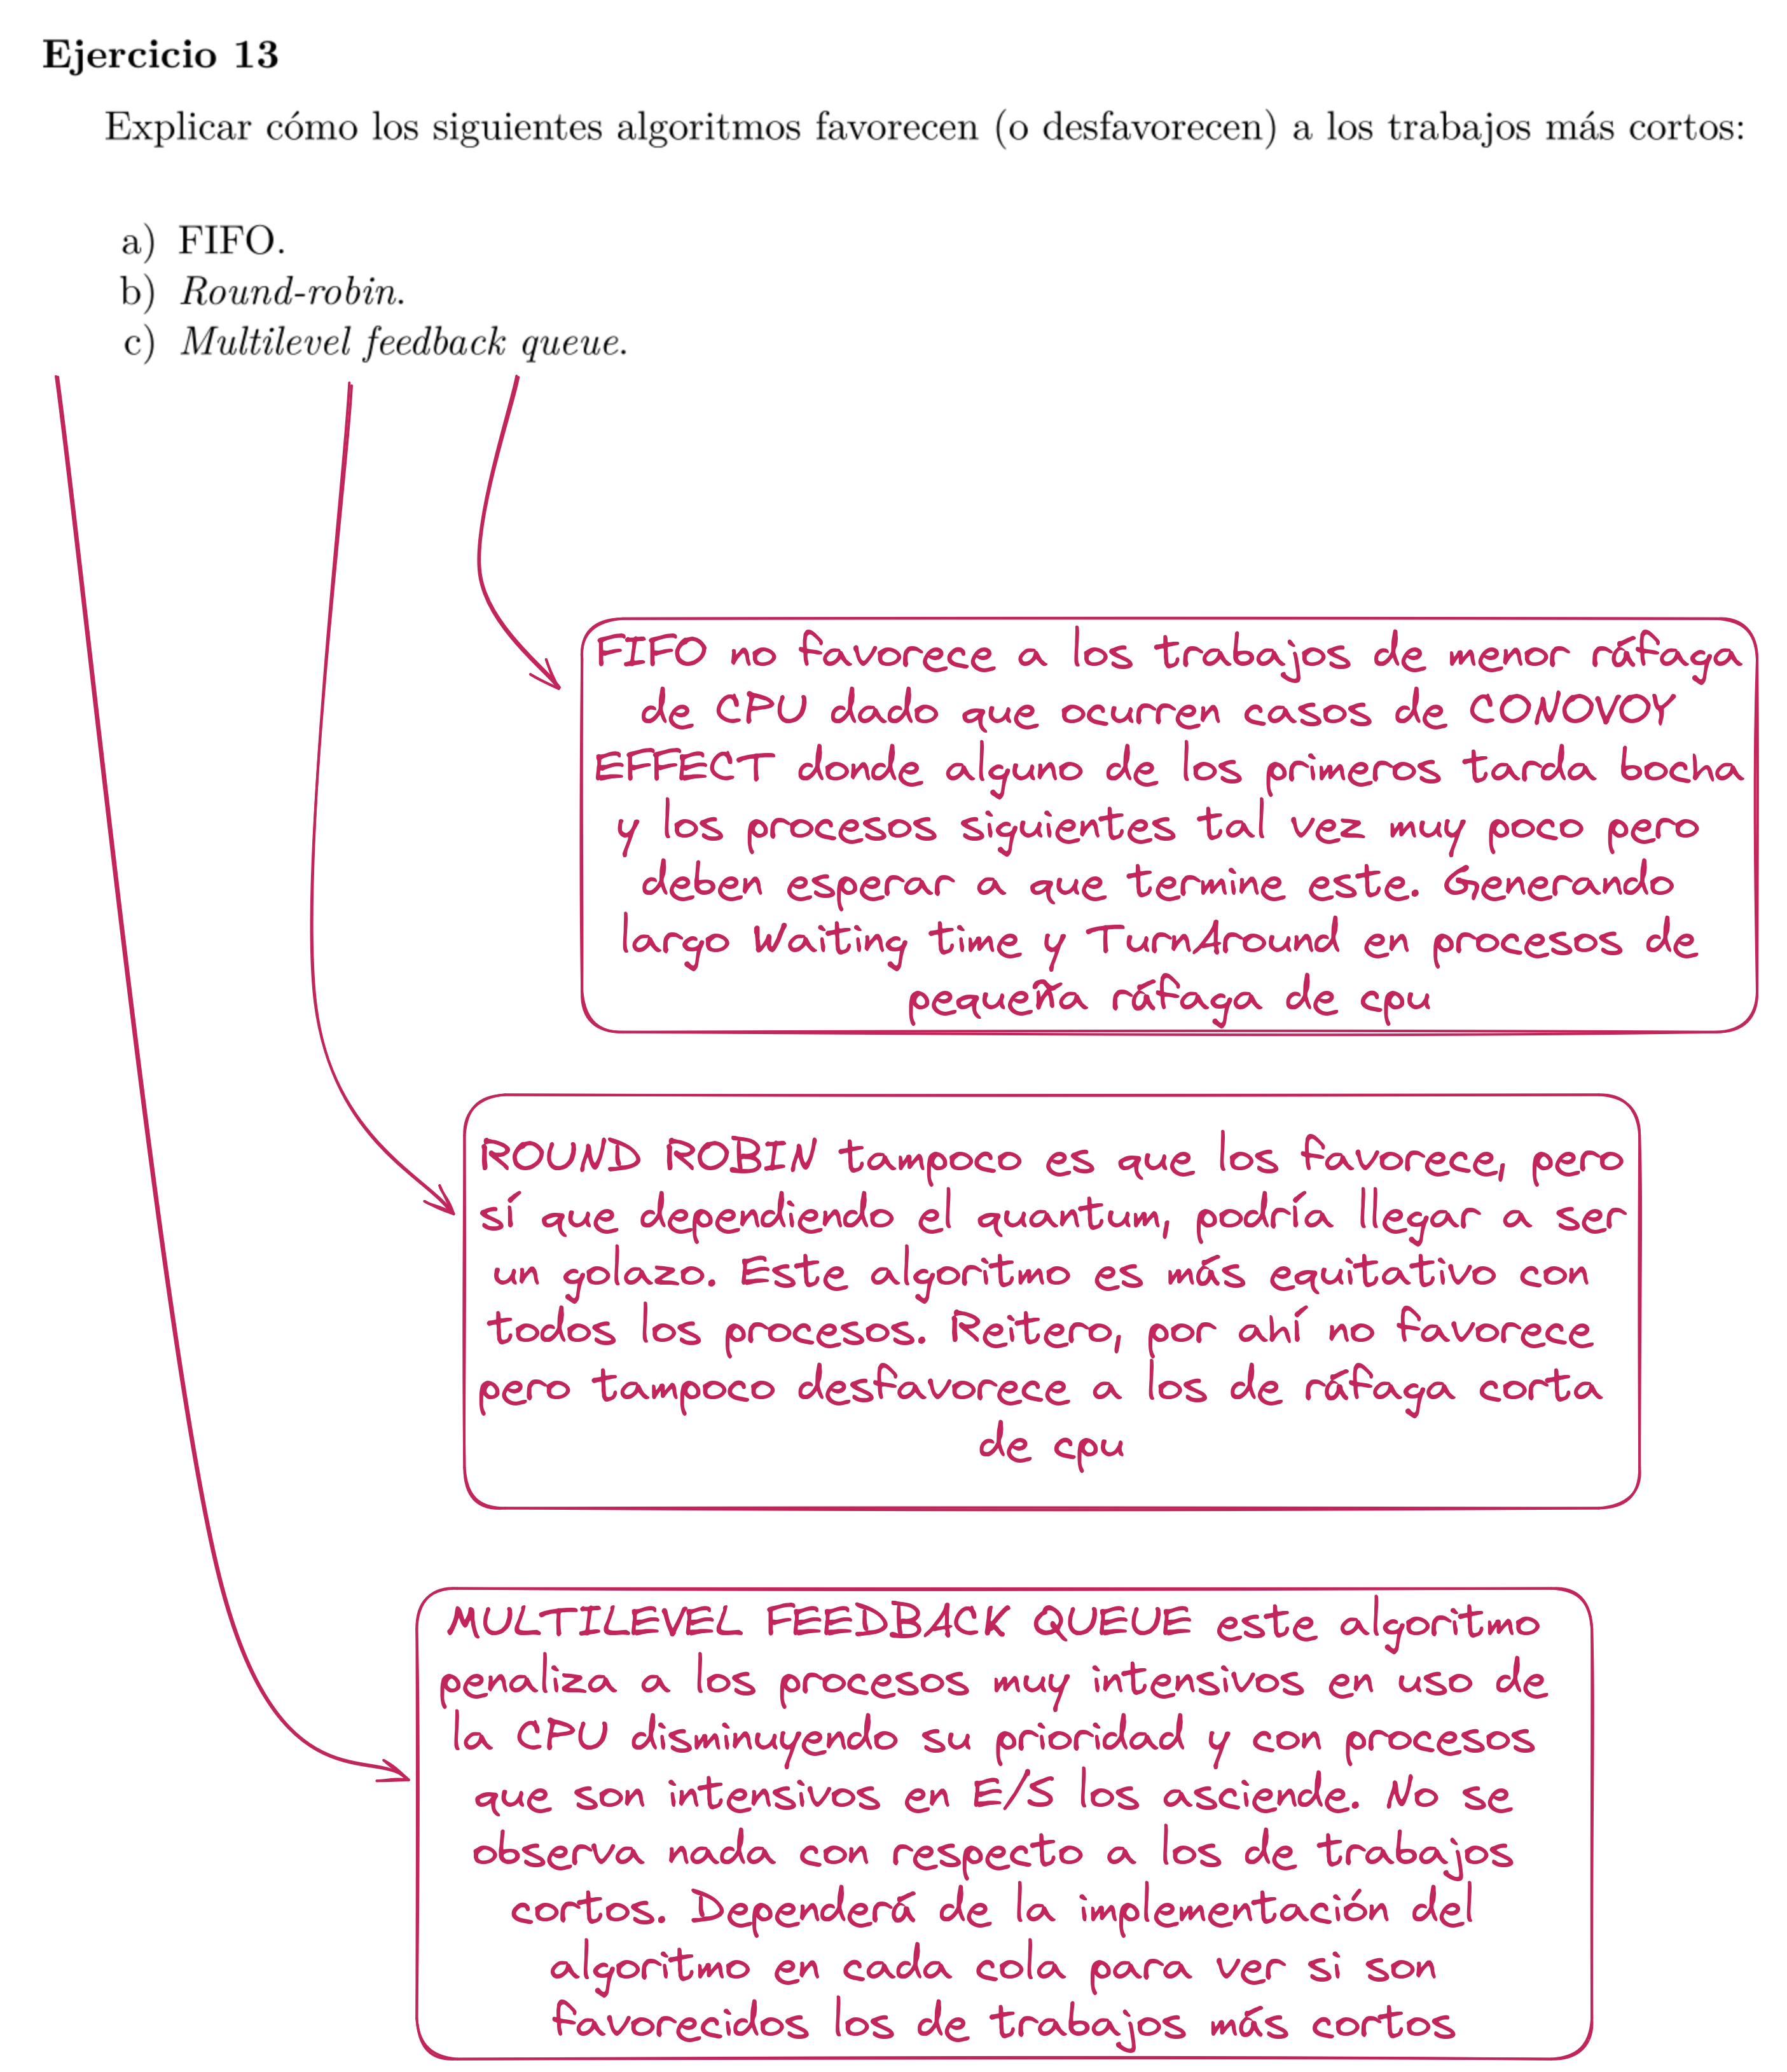 Ejercicio 13
Explicar cómo los siguientes algoritmos favorecen (o desfavorecen) a los trabajos más cortos:
a) FIFO.
b) Round-robin.
c) Multilevel feedback queue.
FIFO no favorece a los trabajos de menor ráfaga
de CPU dado que ocurren casos de CONOVOY
EFFECT donde alguno de los primeros tarda bocha
y los procesos siguientes tal vez muy poco pero
deben esperar a que termine este. Generando
largo Waiting time y TurnAround en procesos de
pequeña ráfaga de cpu
ROUND ROBIN tampoco es que los favorece, pero
sí que dependiendo el quantum, podría llegar a ser
un golazo. Este algoritmo es más equitativo con
todos los procesos. Reitero, por ahí no favorece
pero tampoco desfavorece a los de ráfaga corta
de cpu
MULTILEVEL FEEDBACK QUEUE este algoritmo
penaliza a los procesos muy intensivos en uso de
la CPU disminuyendo su prioridad y con procesos
que son intensivos en E/S los asciende. No se
observa nada con respecto a los de trabajos
cortos. Dependerá de la implementación del
algoritmo en cada cola para ver si son
favorecidos los de trabajos más cortos